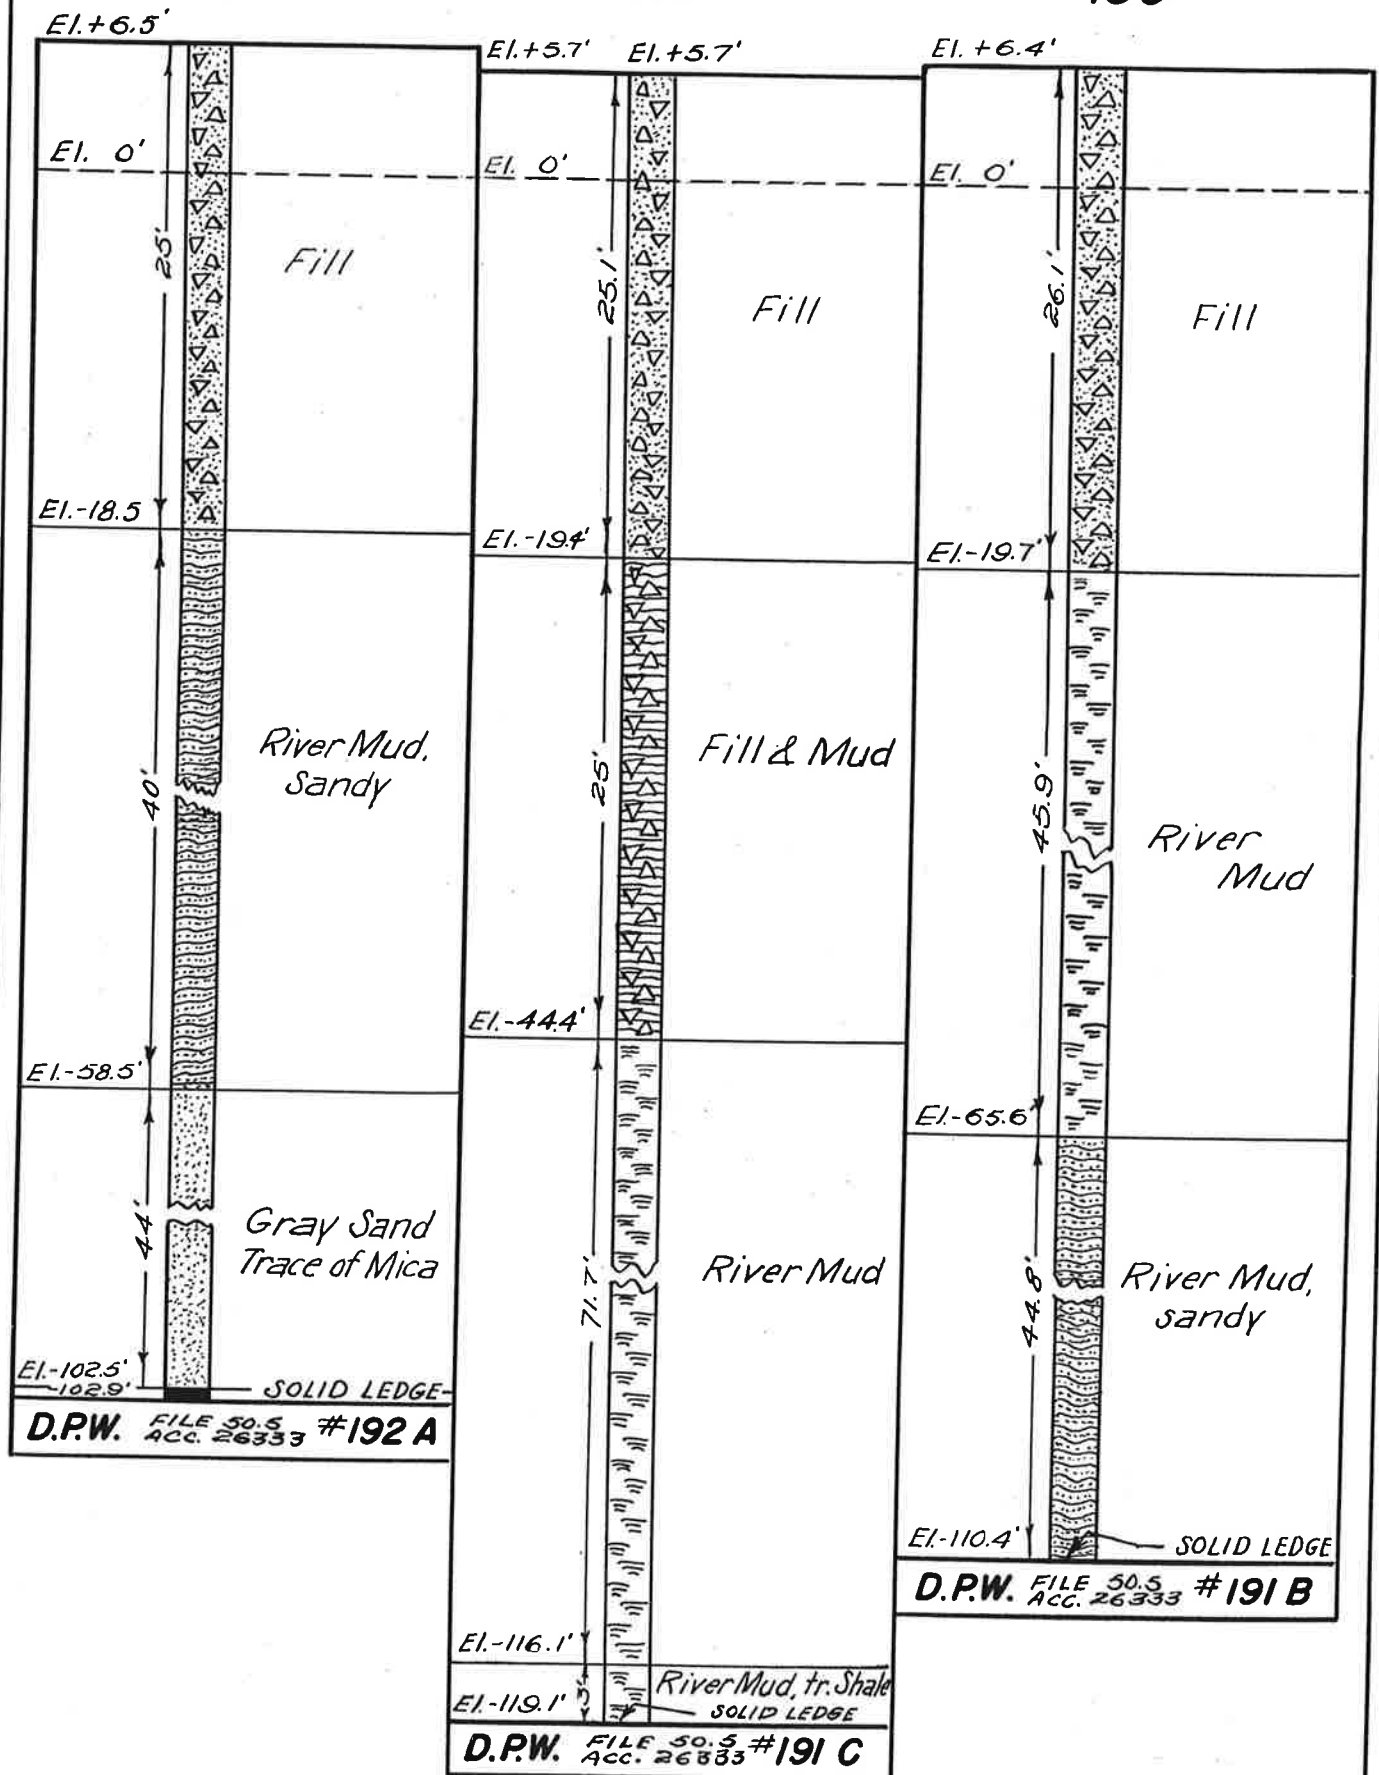 El.+6.5'
El. 0'
25'
Fill
El.-18.5
40'
River Mud,
Sandy
El.-58.5'
44'
Gray Sand
Trace of Mica
El.-102.5'
-102.9'
SOLID LEDGE
D.P.W. FILE 50.5 #192 A
ACC. 26333
El.+5.7' El.+5.7'
El. 0'
25.1'
Fill
El.-19.4'
25'
Fill & Mud
El.-44.4'
71.7'
River Mud
El.-116.1'
3'
River Mud, tr. Shale
El.-119.1'
SOLID LEDGE
D.P.W. FILE 50.5 #191 C
ACC. 26333
El. +6.4'
El. 0'
26.1'
Fill
El.-19.7'
45.9'
River
Mud
El.-65.6'
44.8'
River Mud,
sandy
El.-110.4'
SOLID LEDGE
D.P.W. FILE 50.5 #191 B
ACC. 26333